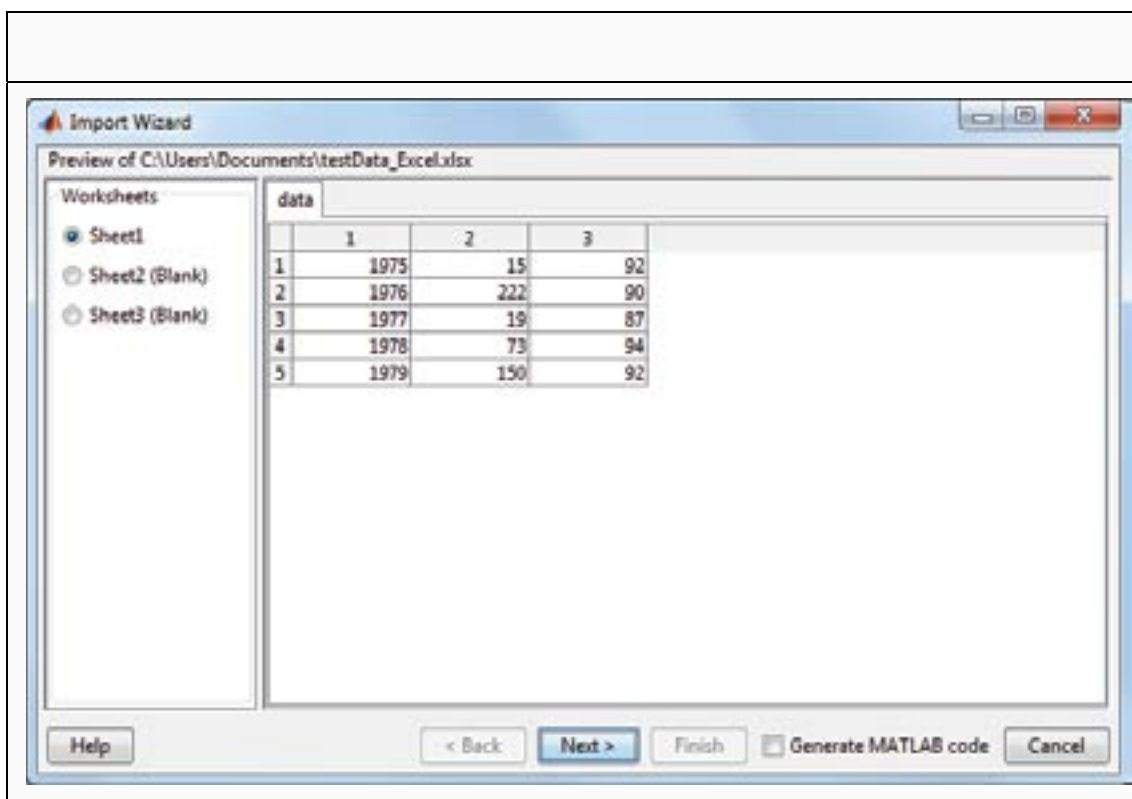 Import Wizard
Preview of C:\Users\Documents\testData_Excel.xlsx
Worksheets
Sheet1
Sheet2 (Blank)
Sheet3 (Blank)
data
1 2 3
1 1975 15 92
2 1976 222 90
3 1977 19 87
4 1978 73 94
5 1979 150 92
Help < Back Next > Finish Generate MATLAB code Cancel